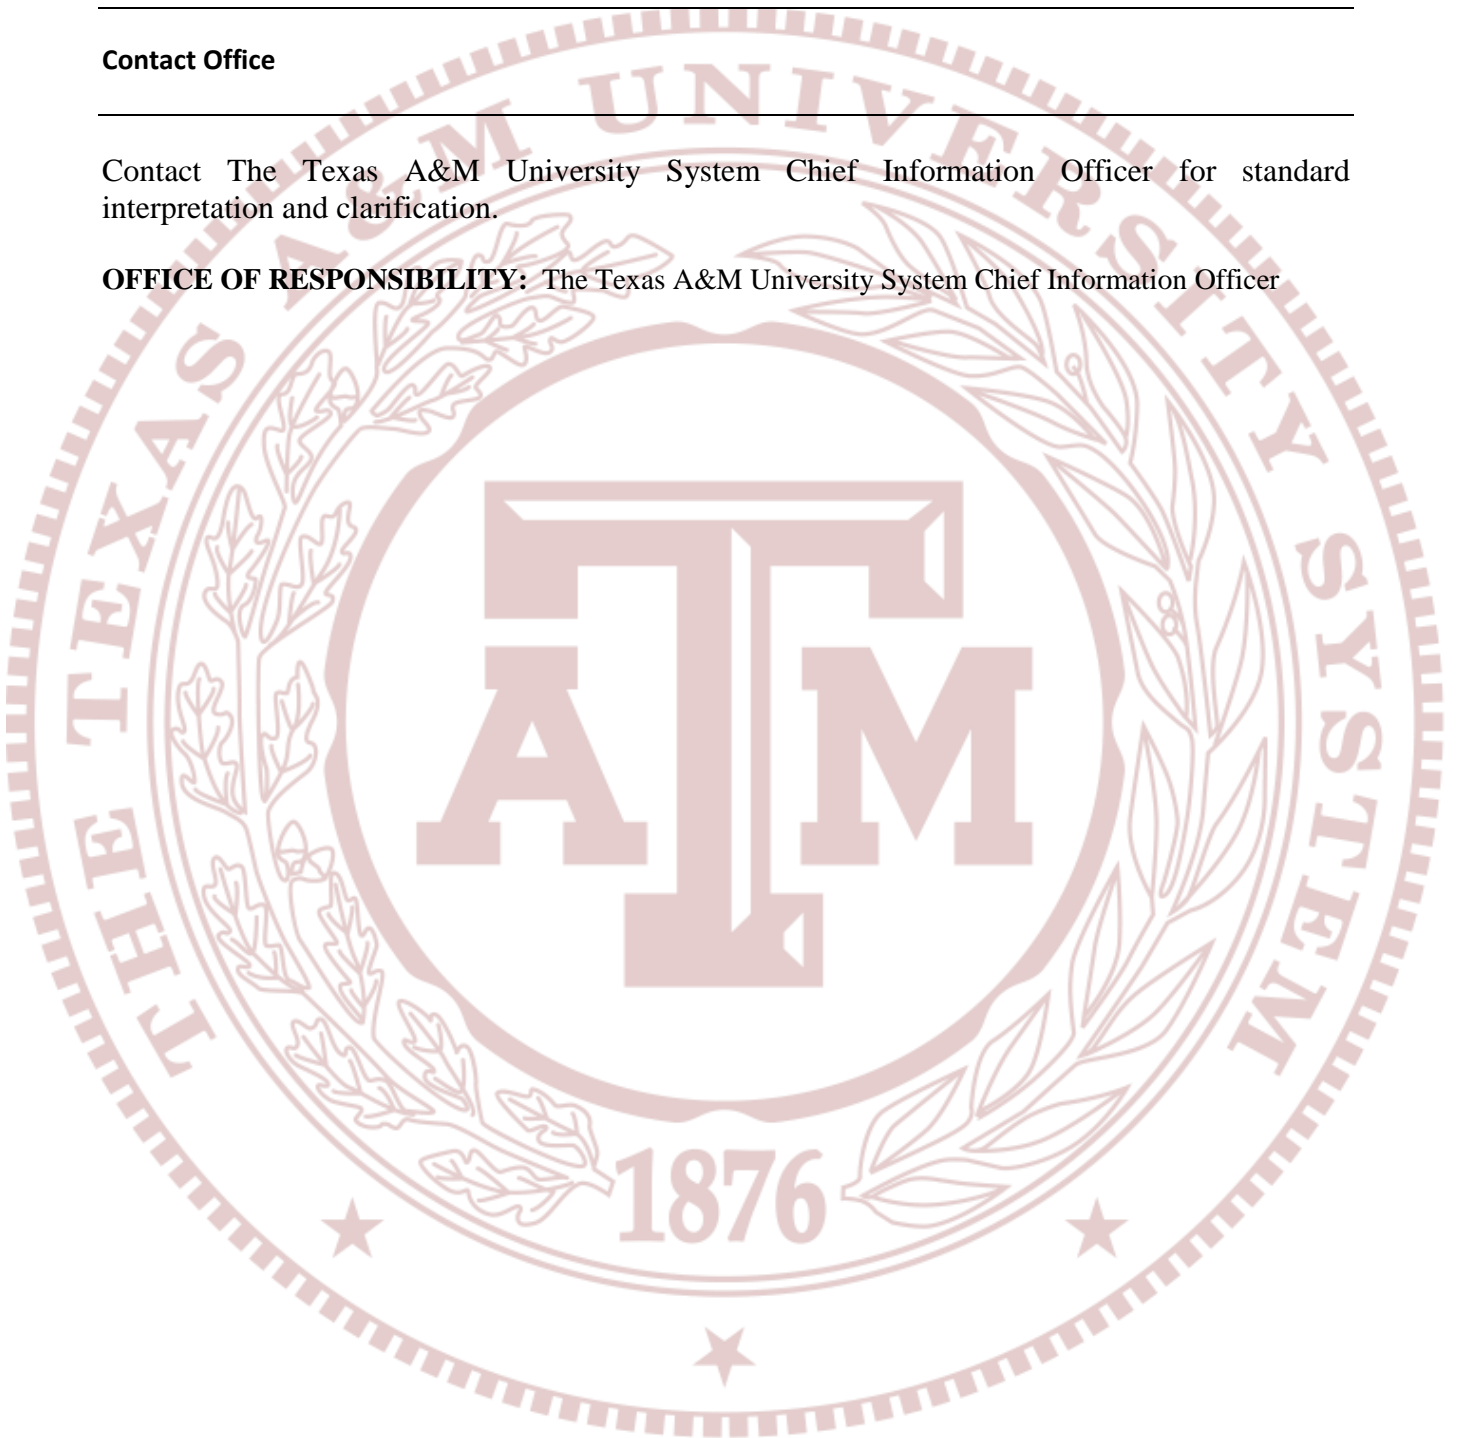 Contact Office
Contact The Texas A&M University System Chief Information Officer for standard
interpretation and clarification.
OFFICE OF RESPONSIBILITY: The Texas A&M University System Chief Information Officer
THE TEXAS A&M UNIVERSITY SYSTEM
ATM
1876